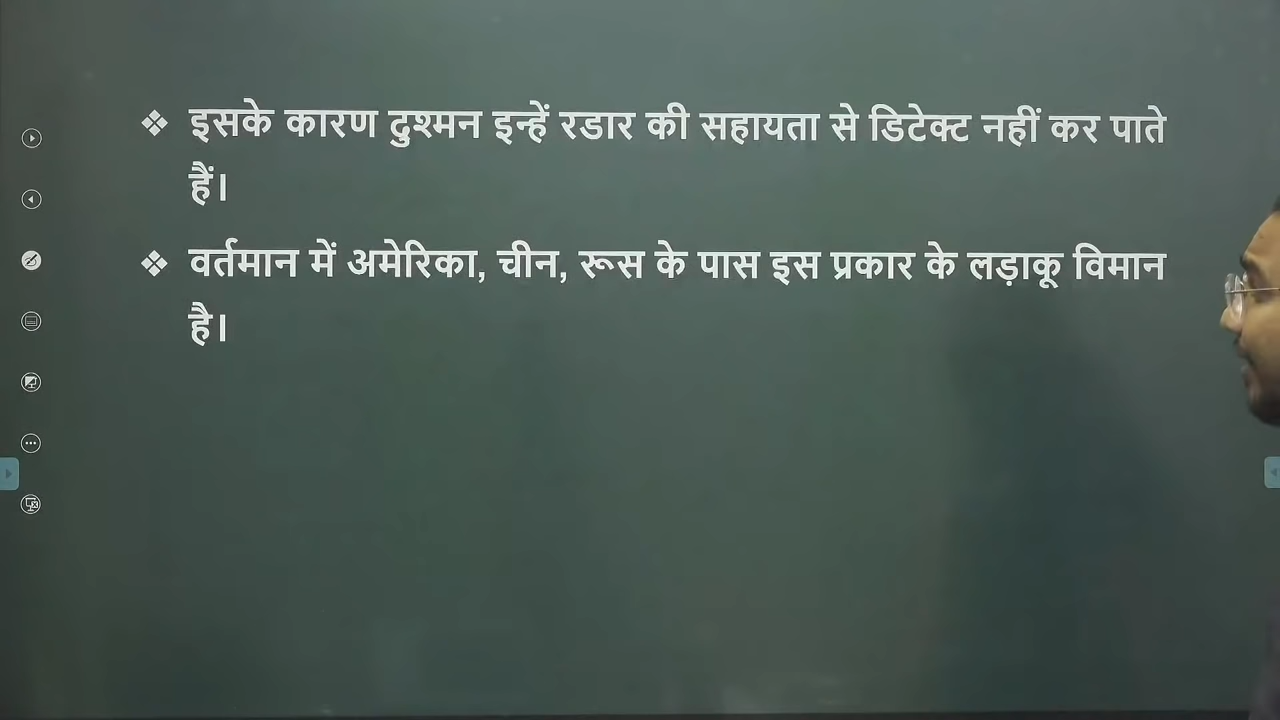 ❖ इसके कारण दुश्मन इन्हें रडार की सहायता से डिटेक्ट नहीं कर पाते
हैं।
❖ वर्तमान में अमेरिका, चीन, रूस के पास इस प्रकार के लड़ाकू विमान
है।